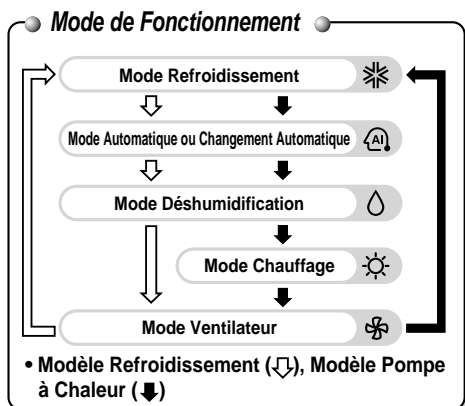 Mode de Fonctionnement
Mode Refroidissement
Mode Automatique ou Changement Automatique
AI
Mode Déshumidification
Mode Chauffage
Mode Ventilateur
• Modèle Refroidissement (⇩), Modèle Pompe
à Chaleur (⬇)